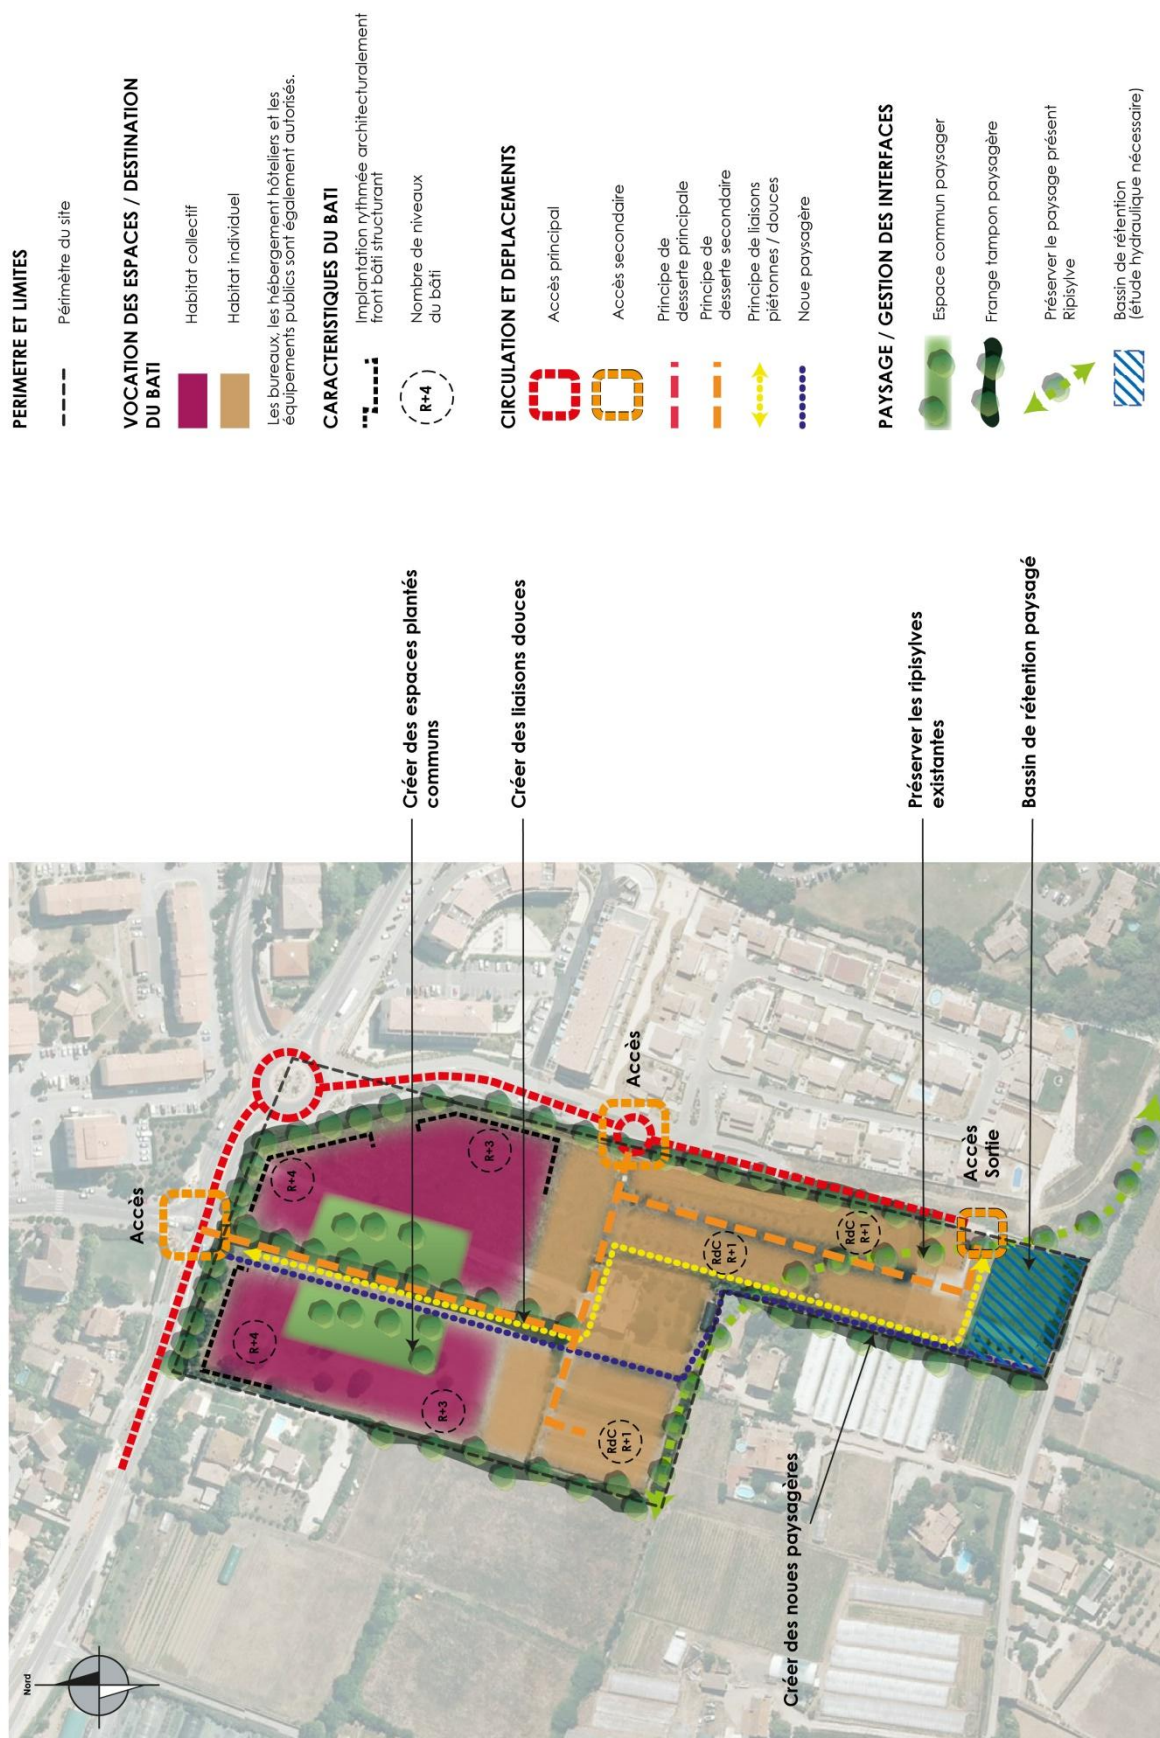 Nord
Accès
R+4
R+4
R+3
R+3
Accès
RdC
R+1
RdC
R+1
RdC
R+1
Accès
Sortie
Créer des noues paysagères
Créer des espaces plantés
communs
Créer des liaisons douces
Préserver les ripisylves
existantes
Bassin de rétention paysagé
PERIMETRE ET LIMITES
Périmètre du site
VOCATION DES ESPACES / DESTINATION
DU BATI
Habitat collectif
Habitat individuel
Les bureaux, les hébergement hôteliers et les
équipements publics sont également autorisés.
CARACTERISTIQUES DU BATI
Implantation rythmée architecturalement
front bâti structurant
R+4
Nombre de niveaux
du bâti
CIRCULATION ET DEPLACEMENTS
Accès principal
Accès secondaire
Principe de
desserte principale
Principe de
desserte secondaire
Principe de liaisons
piétonnes / douces
Noue paysagère
PAYSAGE / GESTION DES INTERFACES
Espace commun paysager
Frange tampon paysagère
Préserver le paysage présent
Ripisylve
Bassin de rétention
(étude hydraulique nécessaire)